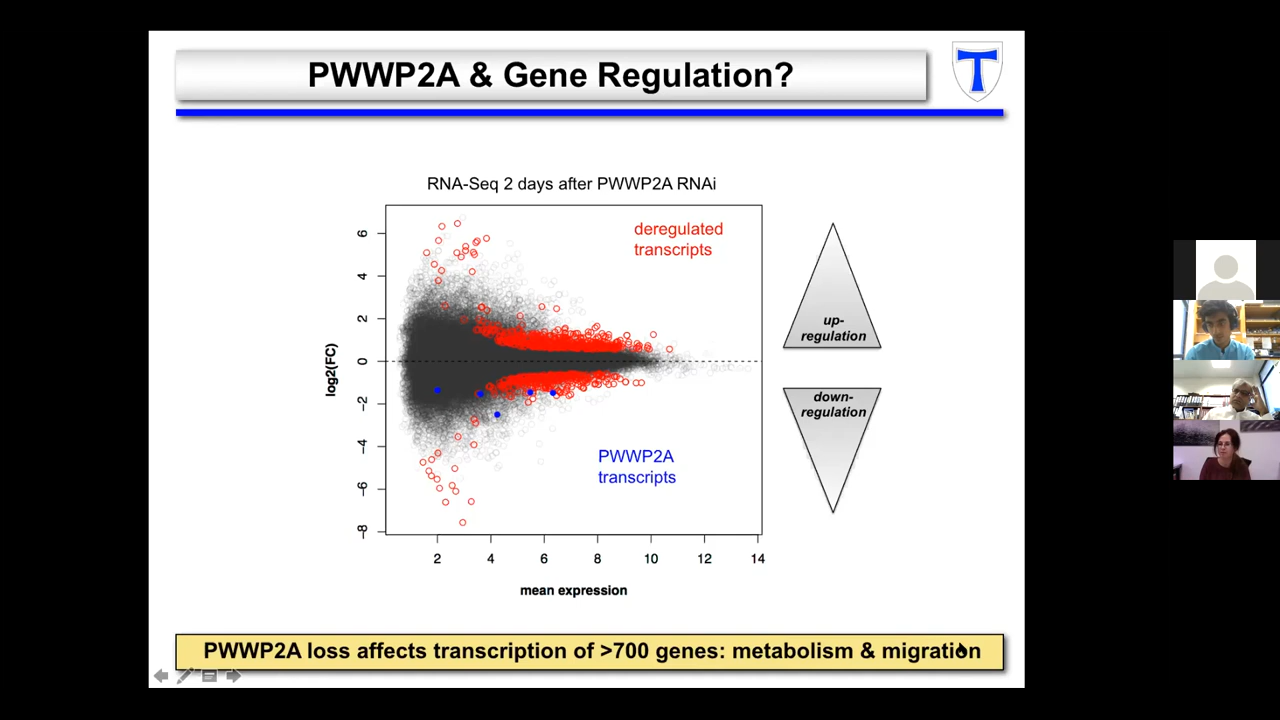 PWWP2A & Gene Regulation?
T
RNA-Seq 2 days after PWWP2A RNAi
deregulated
transcripts
6
4
2
0
-2
-4
-6
-8
log2(FC)
PWWP2A
transcripts
2 4 6 8 10 12 14
mean expression
up-
regulation
down-
regulation
PWWP2A loss affects transcription of >700 genes: metabolism & migration